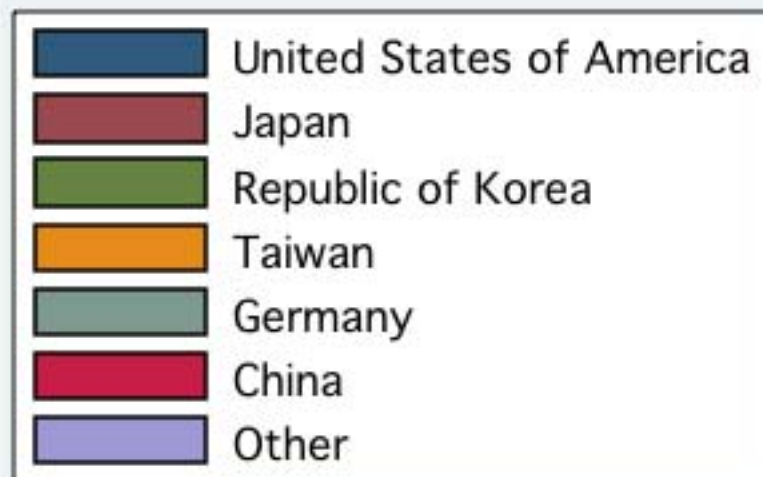 United States of America
Japan
Republic of Korea
Taiwan
Germany
China
Other